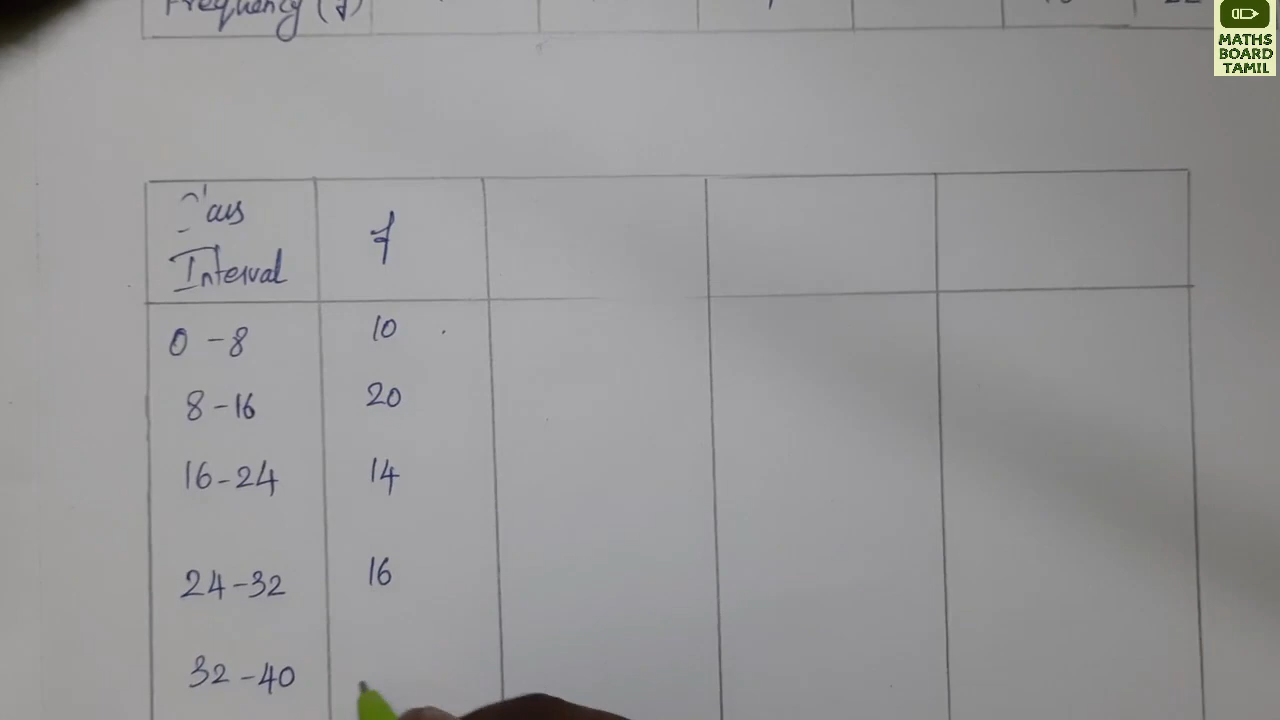 Frequency (f)
MATHS
BOARD
TAMIL
Class
Interval
f
0 - 8
10
8 - 16
20
16 - 24
14
24 - 32
16
32 - 40